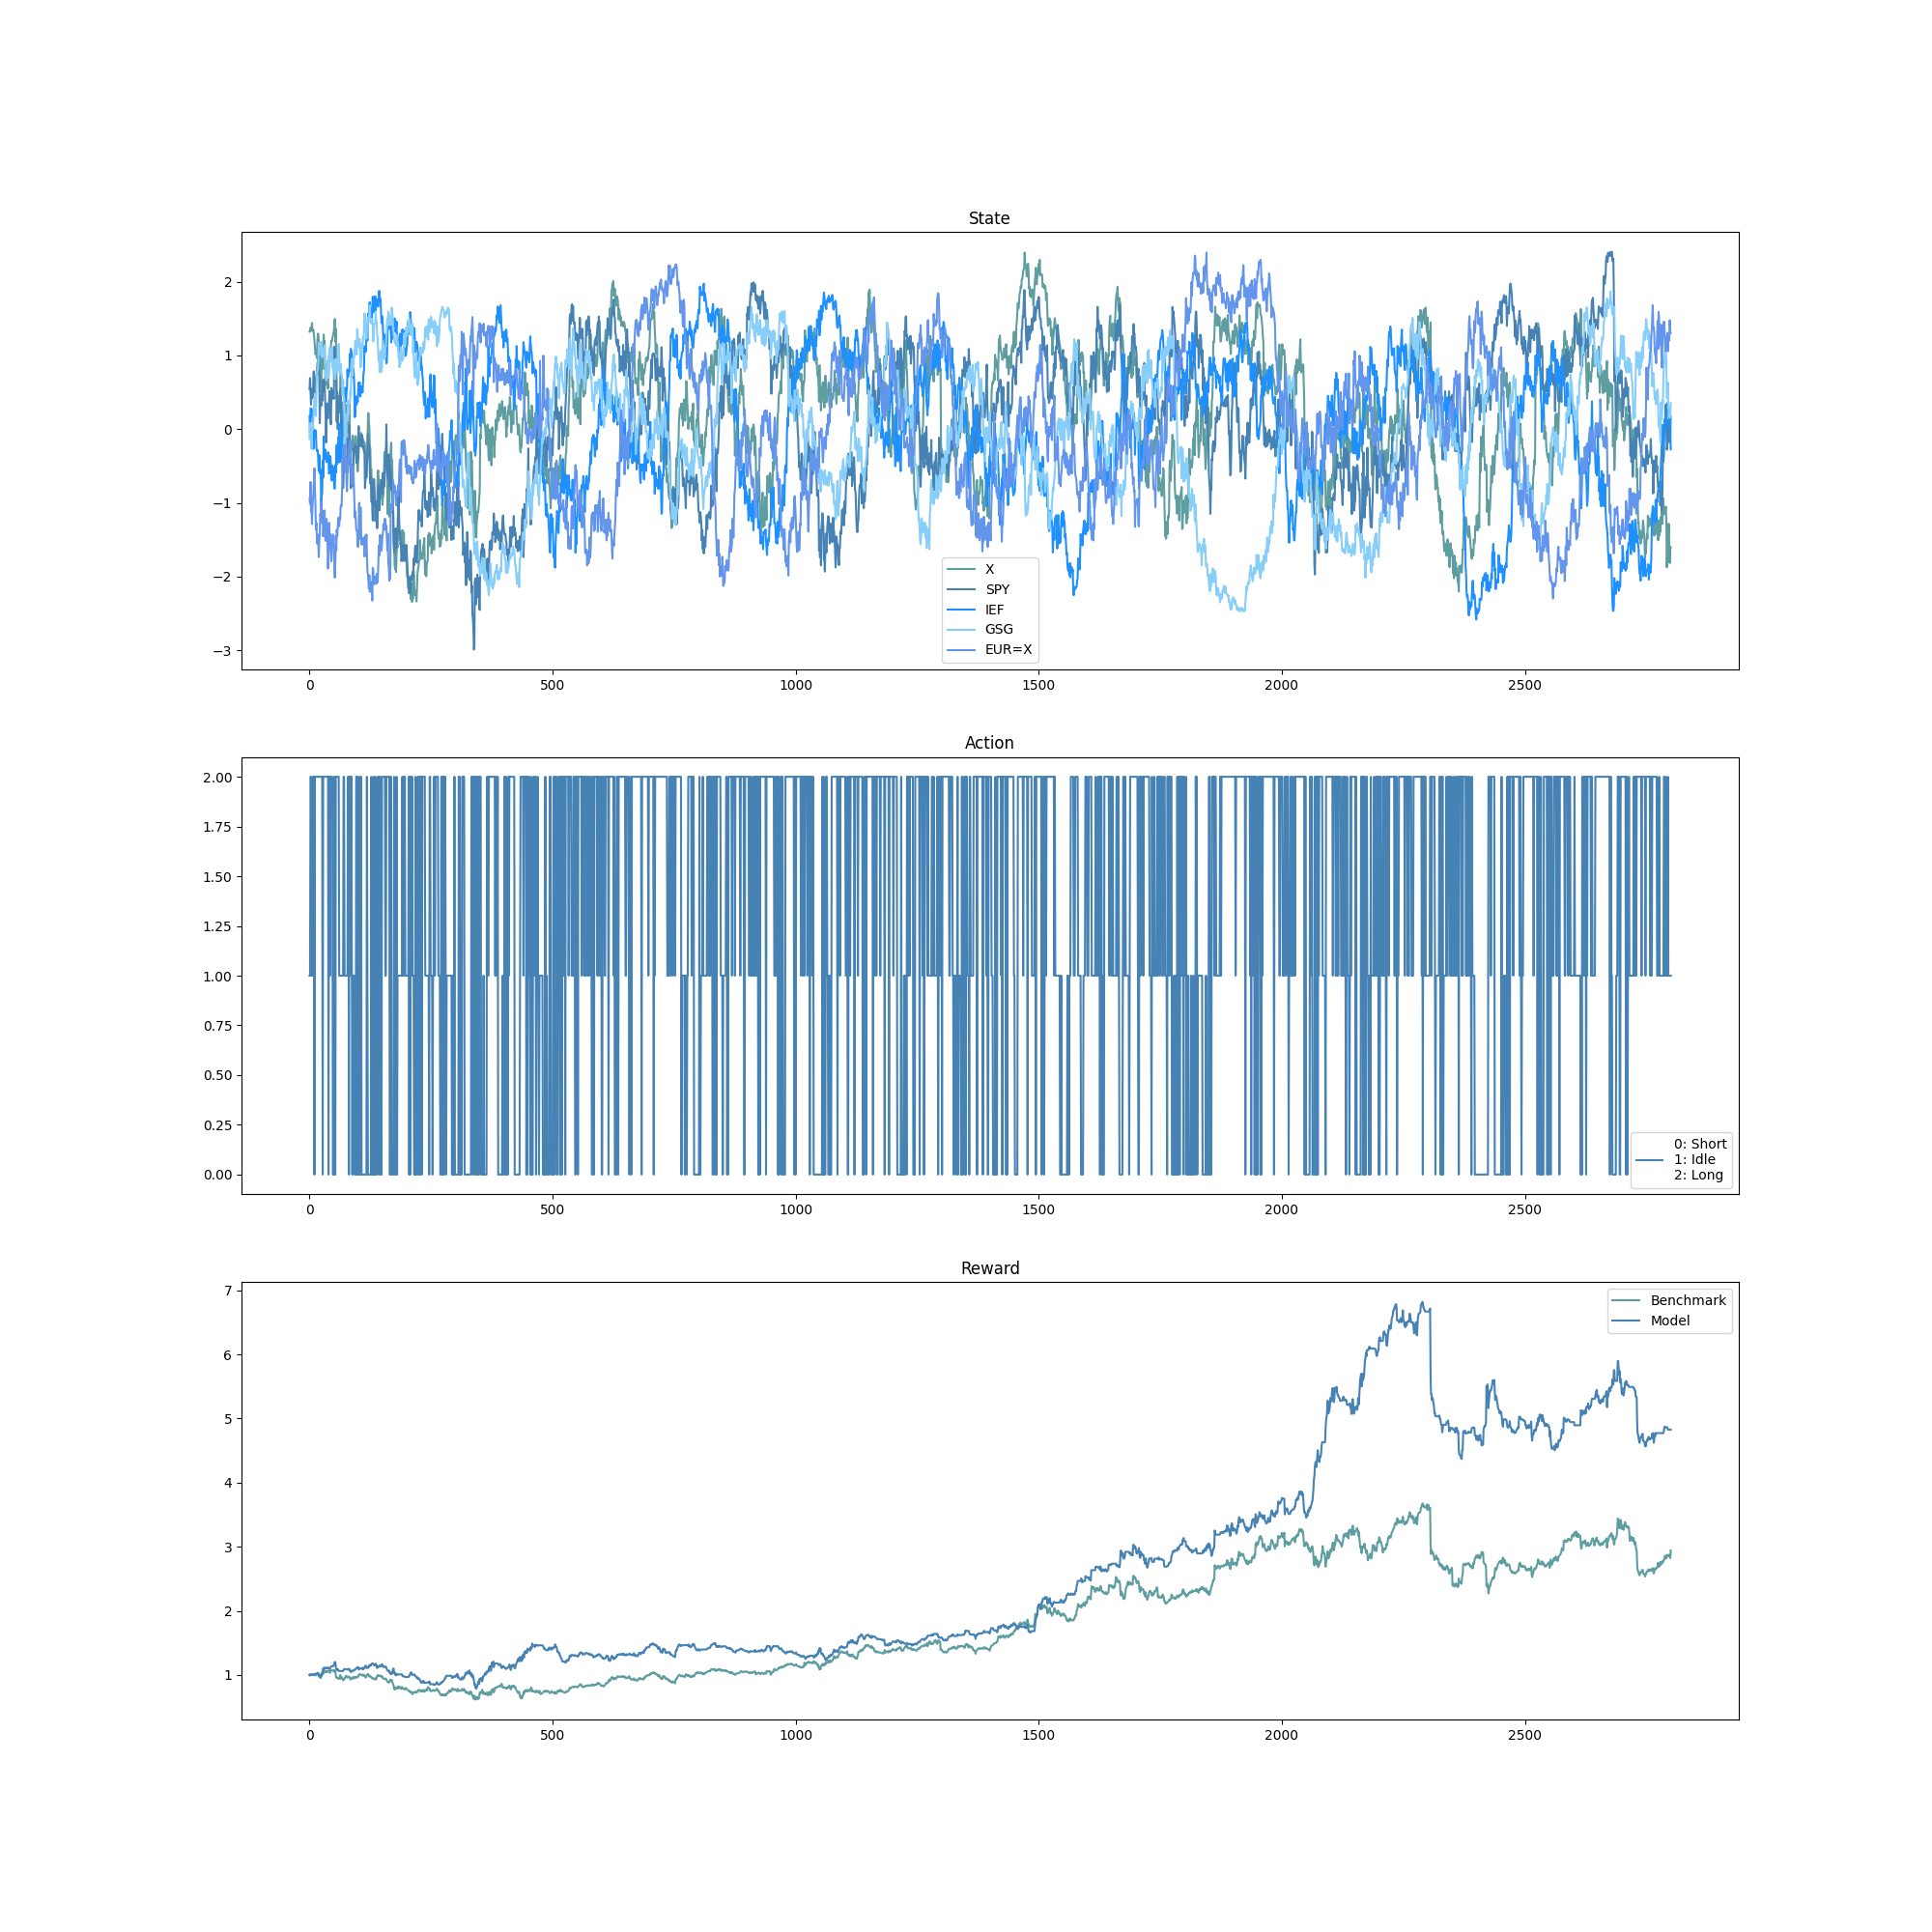 State
2
1
0
−1
−2
−3
X
SPY
IEF
GSG
EUR=X
0 500 1000 1500 2000 2500
Action
2.00
1.75
1.50
1.25
1.00
0.75
0.50
0.25
0.00
0: Short
1: Idle
2: Long
0 500 1000 1500 2000 2500
Reward
7
6
5
4
3
2
1
Benchmark
Model
0 500 1000 1500 2000 2500